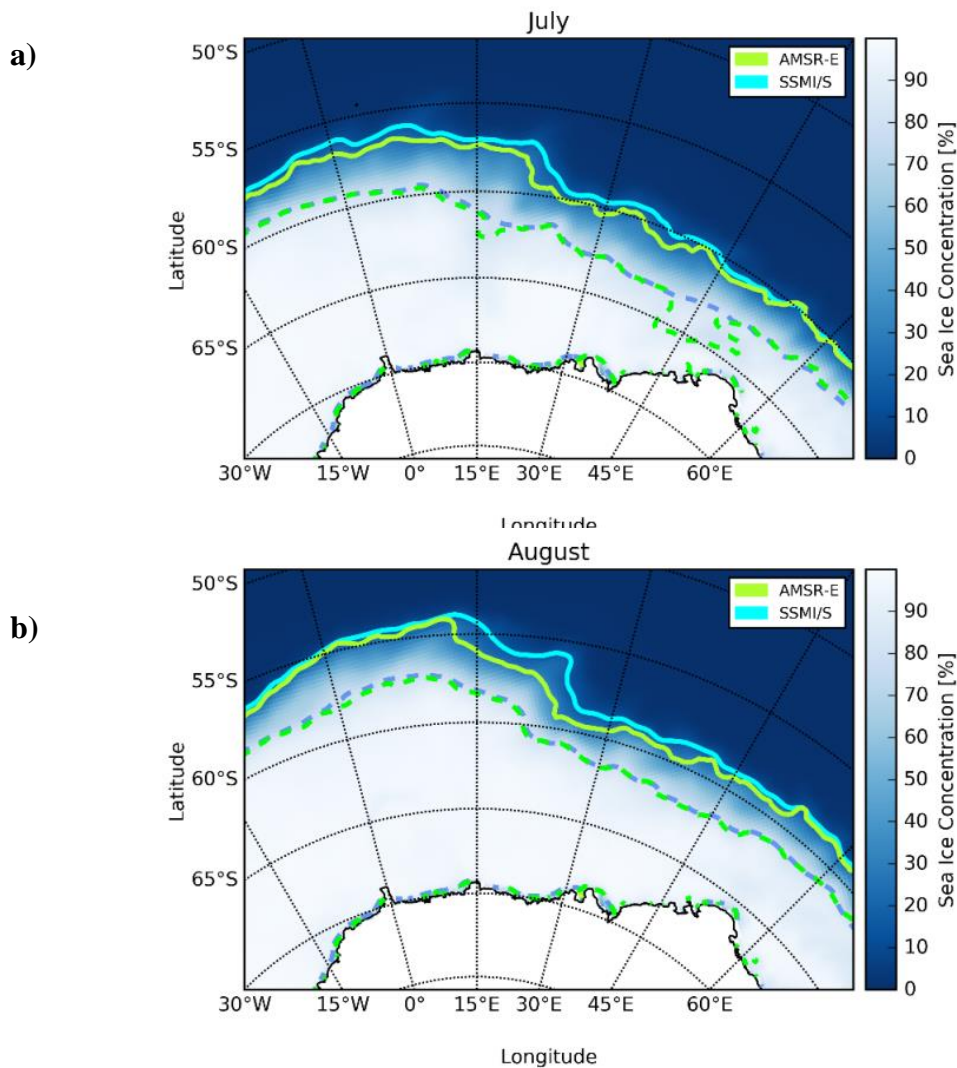 a)
July
50°S
55°S
60°S
65°S
Latitude
AMSR-E
SSMI/S
90
80
70
60
50
40
30
20
10
0
Sea Ice Concentration [%]
30°W 15°W 0° 15°E 30°E 45°E 60°E
Longitude
b)
August
50°S
55°S
60°S
65°S
Latitude
AMSR-E
SSMI/S
90
80
70
60
50
40
30
20
10
0
Sea Ice Concentration [%]
30°W 15°W 0° 15°E 30°E 45°E 60°E
Longitude